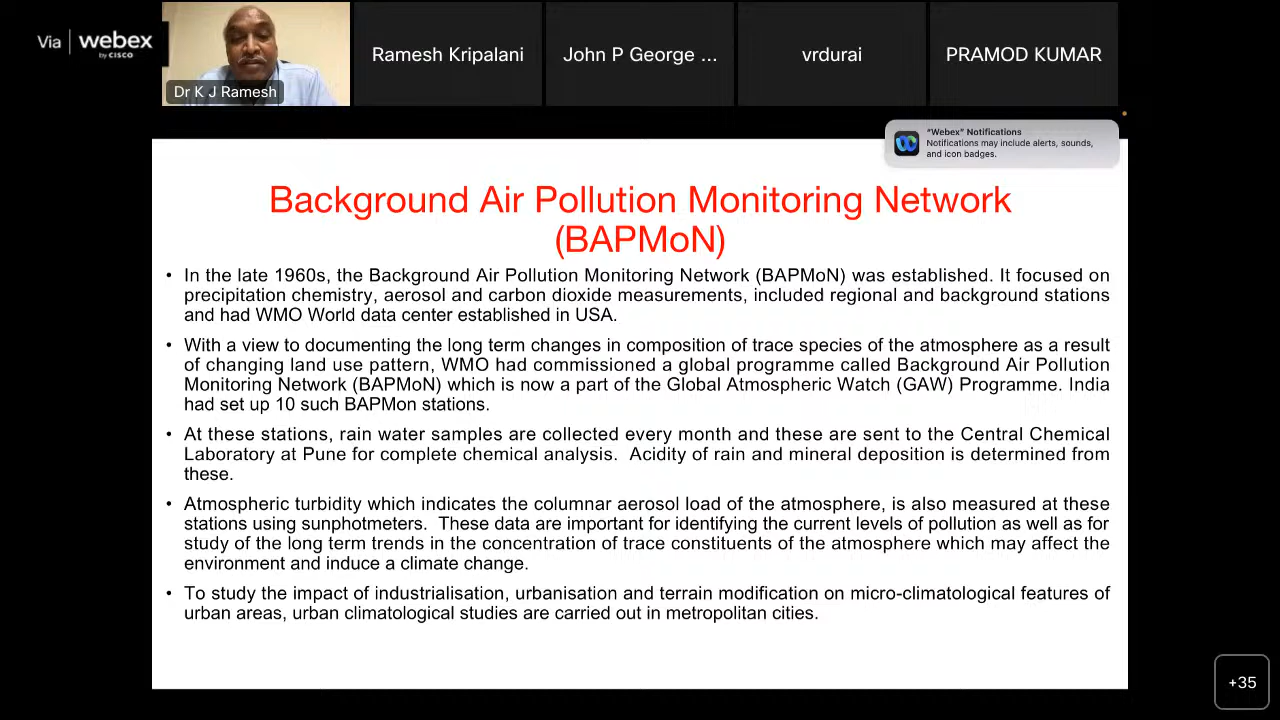 Via webex
by CISCO
Dr K J Ramesh
Ramesh Kripalani
John P George ...
vrdurai
PRAMOD KUMAR
"Webex" Notifications
Notifications may include alerts, sounds,
and icon badges.
Background Air Pollution Monitoring Network
(BAPMoN)
• In the late 1960s, the Background Air Pollution Monitoring Network (BAPMoN) was established. It focused on
precipitation chemistry, aerosol and carbon dioxide measurements, included regional and background stations
and had WMO World data center established in USA.
• With a view to documenting the long term changes in composition of trace species of the atmosphere as a result
of changing land use pattern, WMO had commissioned a global programme called Background Air Pollution
Monitoring Network (BAPMoN) which is now a part of the Global Atmospheric Watch (GAW) Programme. India
had set up 10 such BAPMon stations.
• At these stations, rain water samples are collected every month and these are sent to the Central Chemical
Laboratory at Pune for complete chemical analysis. Acidity of rain and mineral deposition is determined from
these.
• Atmospheric turbidity which indicates the columnar aerosol load of the atmosphere, is also measured at these
stations using sunphotmeters. These data are important for identifying the current levels of pollution as well as for
study of the long term trends in the concentration of trace constituents of the atmosphere which may affect the
environment and induce a climate change.
• To study the impact of industrialisation, urbanisation and terrain modification on micro-climatological features of
urban areas, urban climatological studies are carried out in metropolitan cities.
+35